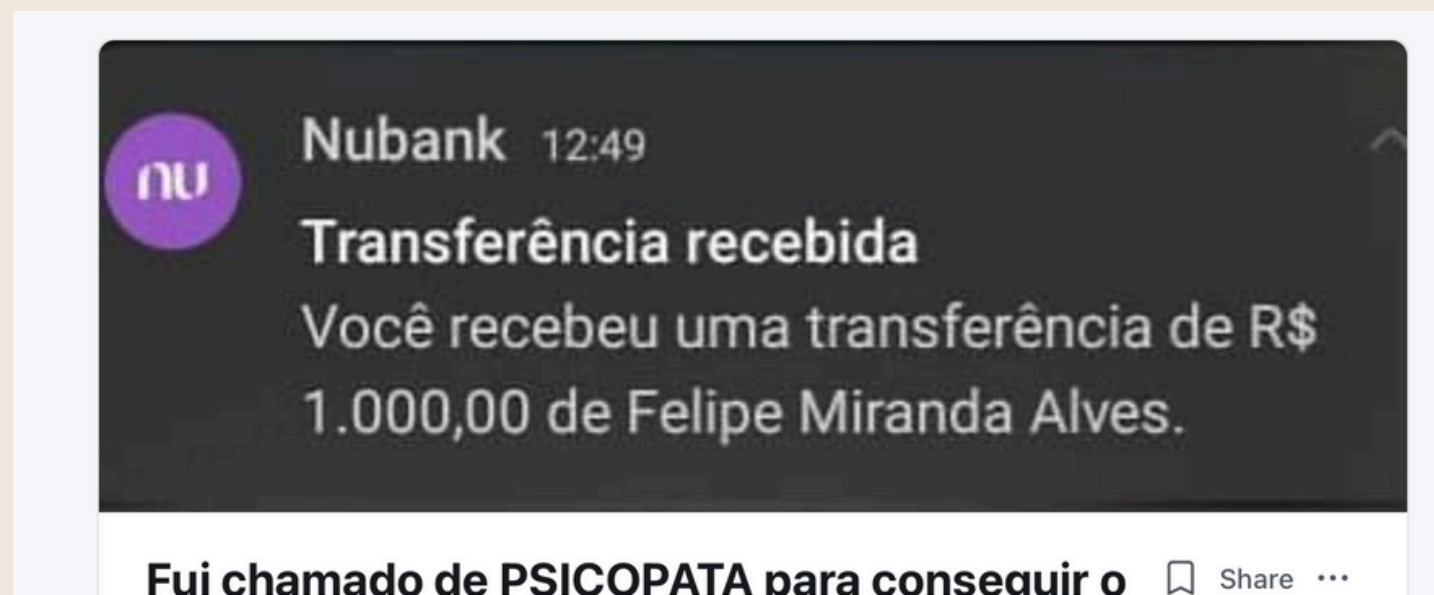 nu
Nubank 12:49
Transferência recebida
Você recebeu uma transferência de R$
1.000,00 de Felipe Miranda Alves.
Fui chamado de PSICOPATA para conseguir o
Share